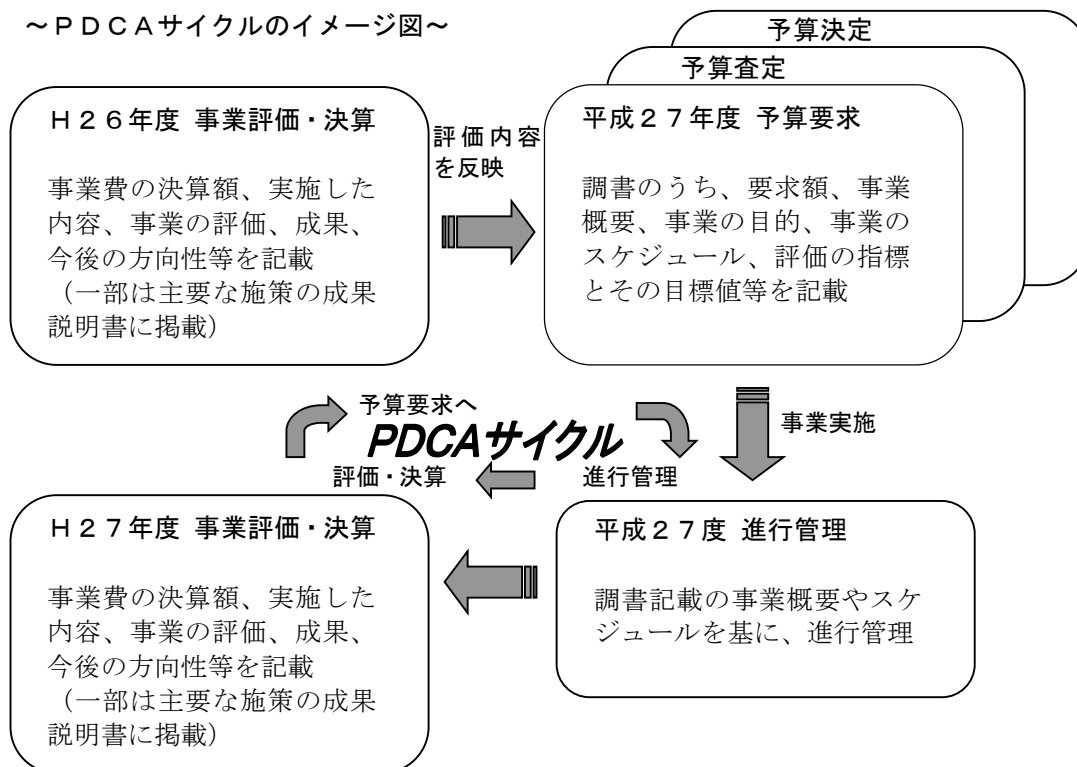 ～ＰＤＣＡサイクルのイメージ図～
予算決定
予算査定
Ｈ２６年度 事業評価・決算
事業費の決算額、実施した
内容、事業の評価、成果、
今後の方向性等を記載
（一部は主要な施策の成果
説明書に掲載）
評価内容
を反映
平成２７年度 予算要求
調書のうち、要求額、事業
概要、事業の目的、事業の
スケジュール、評価の指標
とその目標値等を記載
予算要求へ
PDCAサイクル
評価・決算
進行管理
事業実施
Ｈ２７年度 事業評価・決算
事業費の決算額、実施した
内容、事業の評価、成果、
今後の方向性等を記載
（一部は主要な施策の成果
説明書に掲載）
平成２７度 進行管理
調書記載の事業概要やスケ
ジュールを基に、進行管理